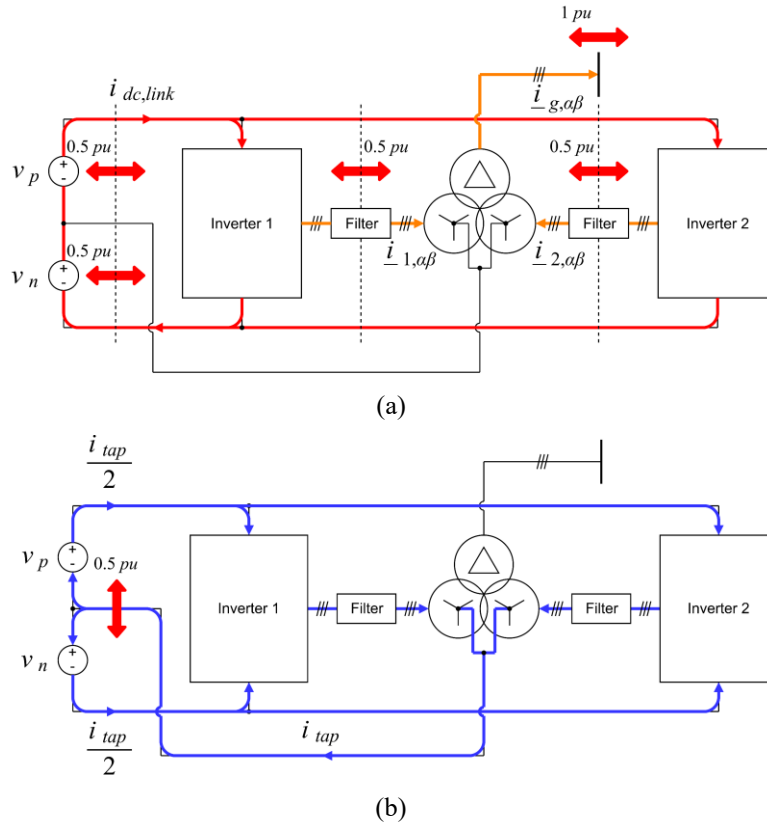 1 pu
i dc,link
i g,αβ
0.5 pu
0.5 pu
0.5 pu
v p
+
-
Inverter 1
Filter
Filter
Inverter 2
i 1,αβ
i 2,αβ
0.5 pu
v n
+
-
(a)
i tap
2
v p
+
-
0.5 pu
Inverter 1
Filter
Filter
Inverter 2
v n
+
-
i tap
2
i tap
(b)